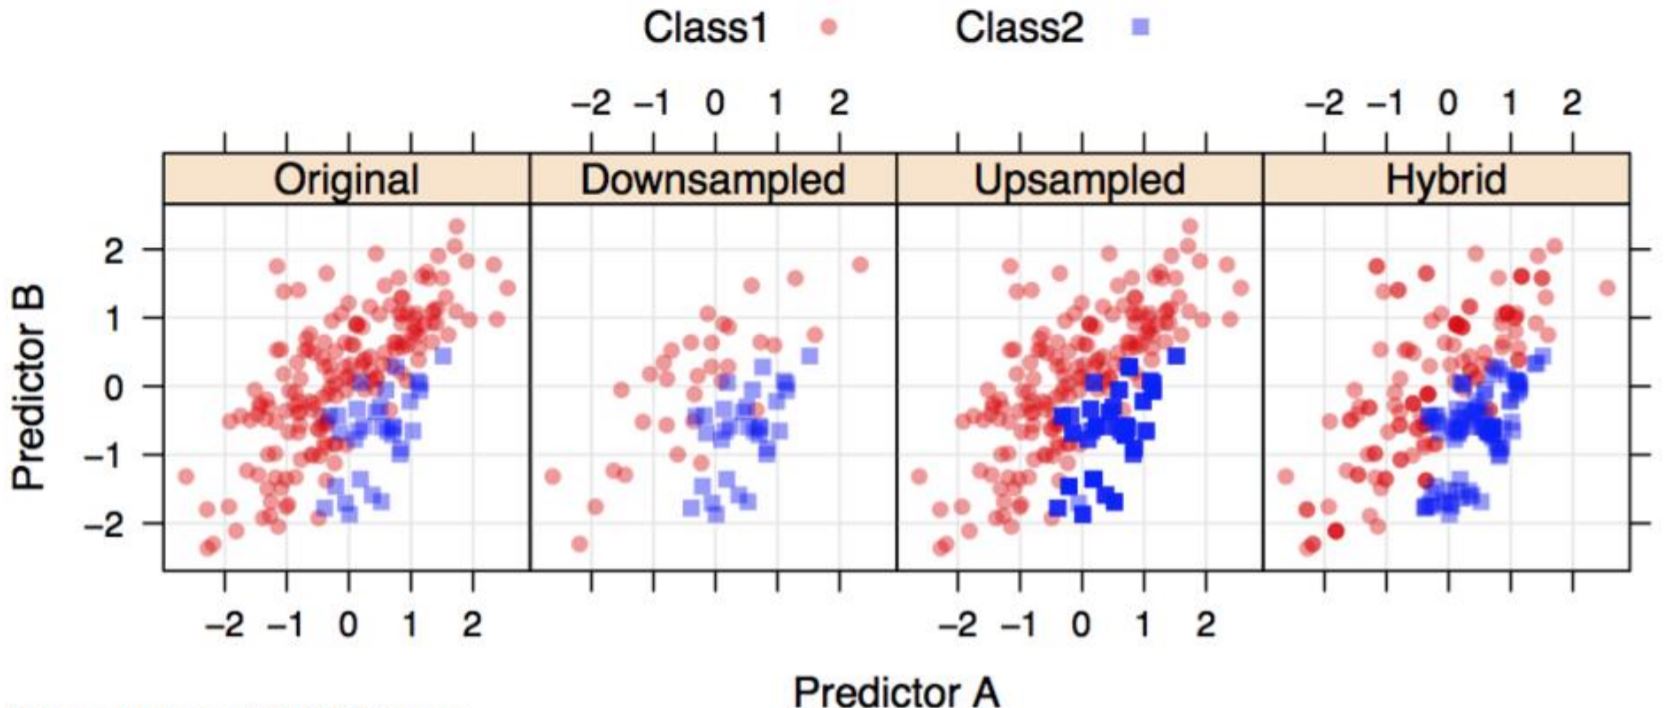 Class1 Class2
−2 −1 0 1 2 −2 −1 0 1 2
Original Downsampled Upsampled Hybrid
Predictor B
2
1
0
−1
−2
−2 −1 0 1 2 −2 −1 0 1 2
Predictor A